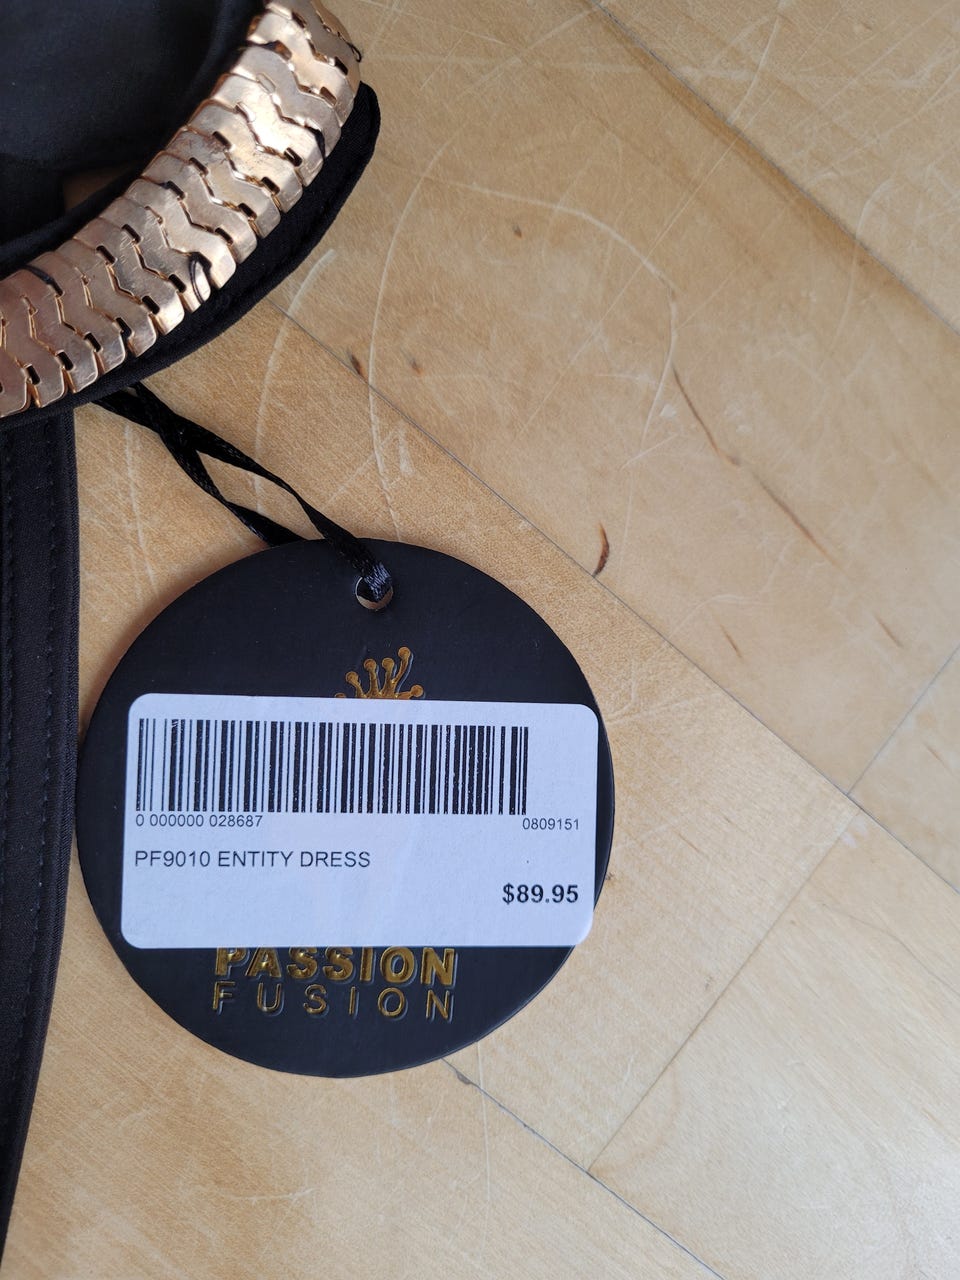 0 000000 028687
0809151
PF9010 ENTITY DRESS
$89.95
PASSION
FUSION